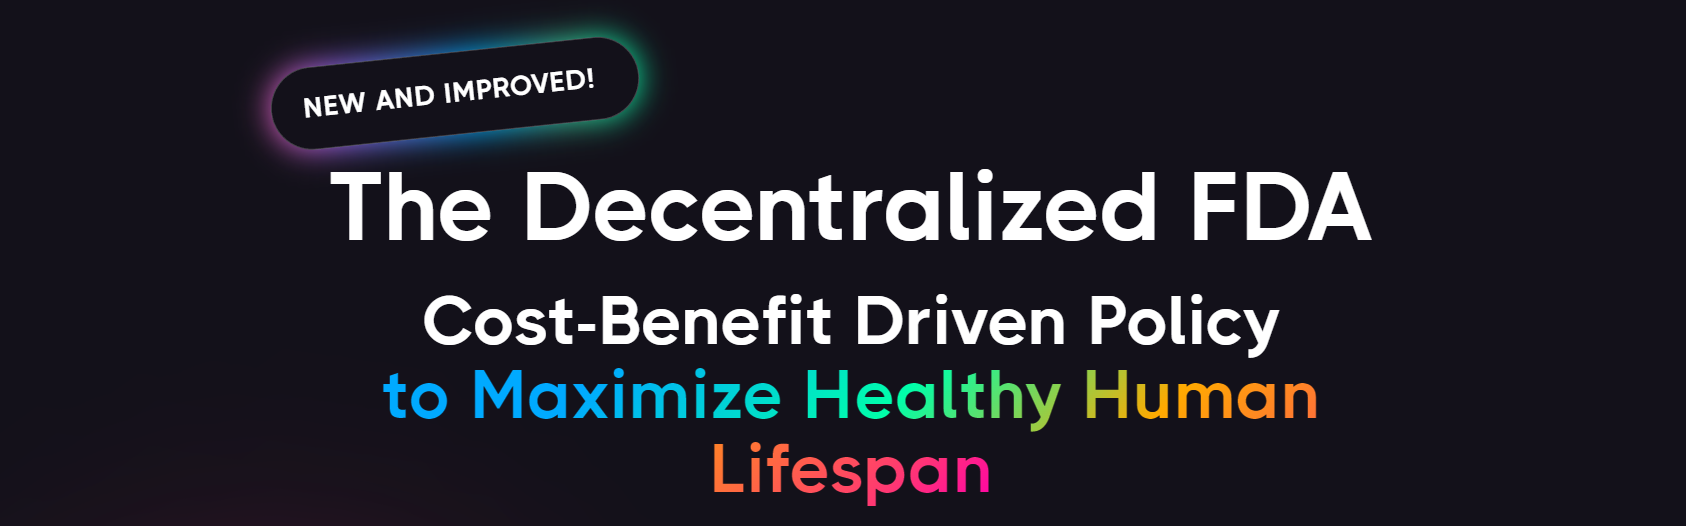 NEW AND IMPROVED!
The Decentralized FDA
Cost-Benefit Driven Policy
to Maximize Healthy Human
Lifespan